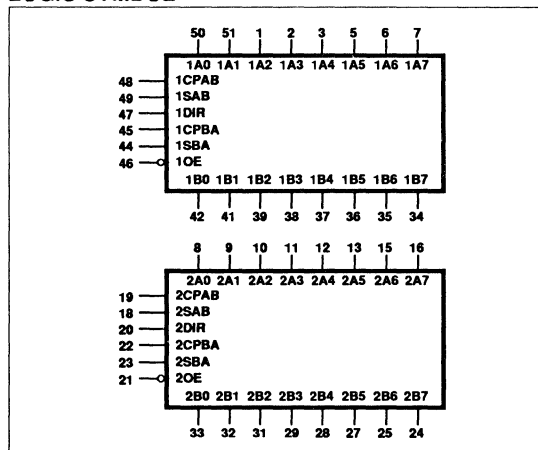 50 51 1 2 3 5 6 7
1A0 1A1 1A2 1A3 1A4 1A5 1A6 1A7
48 1CPAB
49 1SAB
47 1DIR
45 1CPBA
44 1SBA
46 1OE
1B0 1B1 1B2 1B3 1B4 1B5 1B6 1B7
42 41 39 38 37 36 35 34
8 9 10 11 12 13 15 16
2A0 2A1 2A2 2A3 2A4 2A5 2A6 2A7
19 2CPAB
18 2SAB
20 2DIR
22 2CPBA
23 2SBA
21 2OE
2B0 2B1 2B2 2B3 2B4 2B5 2B6 2B7
33 32 31 29 28 27 25 24